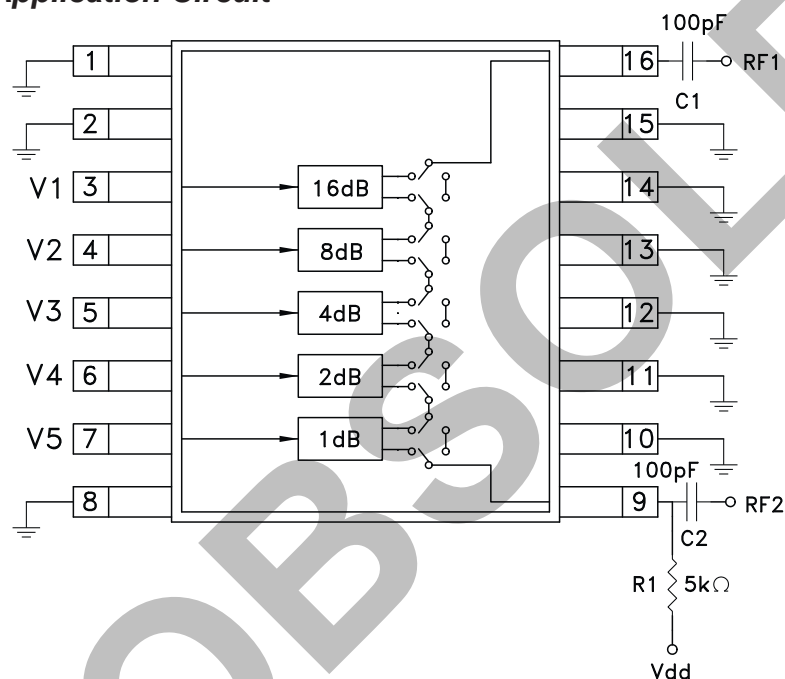 Application Circuit
100pF
1
16
RF1
C1
2
15
V1 3
16dB
14
V2 4
8dB
13
V3 5
4dB
12
V4 6
2dB
11
V5 7
1dB
10
100pF
8
9
RF2
C2
R1 5kΩ
Vdd
OBSOLE